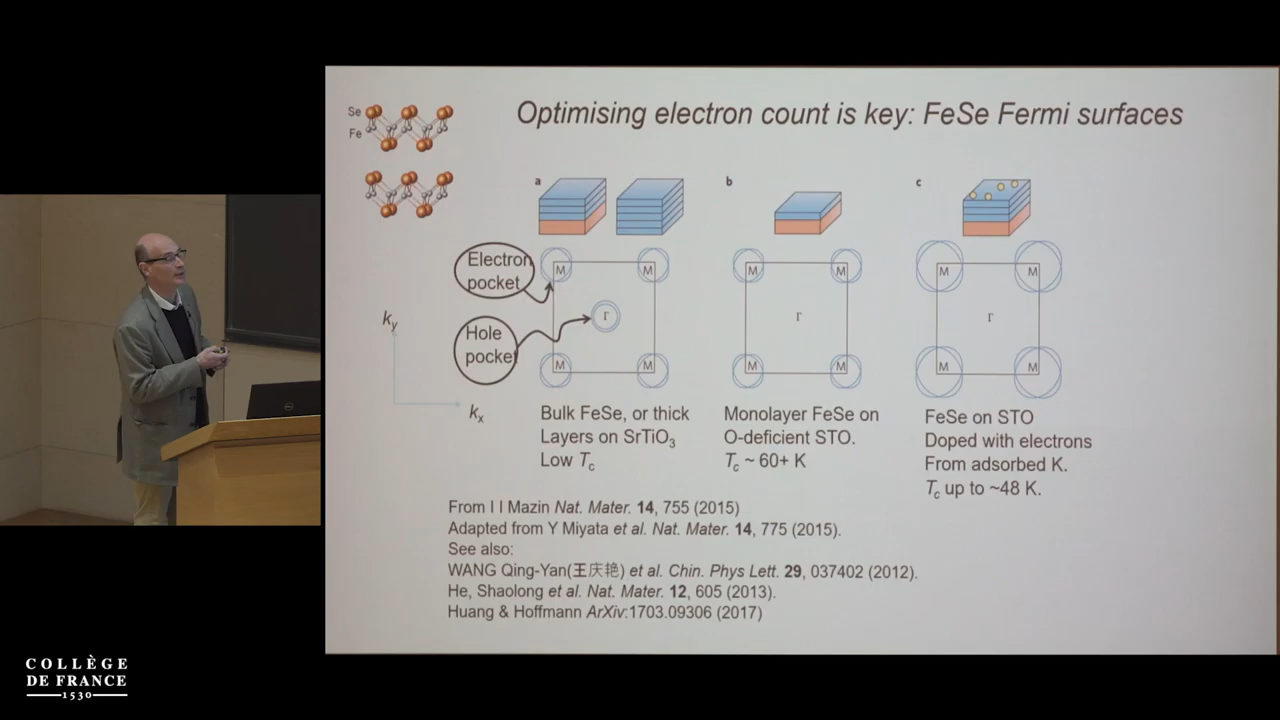 Optimising electron count is key: FeSe Fermi surfaces
Se
Fe
a
b
c
Electron
pocket
Hole
pocket
M
M
Γ
M
M
M
M
Γ
M
M
M
M
Γ
M
M
ky
kx
Bulk FeSe, or thick
Layers on SrTiO3
Low Tc
Monolayer FeSe on
O-deficient STO.
Tc ~ 60+ K
FeSe on STO
Doped with electrons
From adsorbed K.
Tc up to ~48 K.
From I I Mazin Nat. Mater. 14, 755 (2015)
Adapted from Y Miyata et al. Nat. Mater. 14, 775 (2015).
See also:
WANG Qing-Yan(王庆艳) et al. Chin. Phys Lett. 29, 037402 (2012).
He, Shaolong et al. Nat. Mater. 12, 605 (2013).
Huang & Hoffmann ArXiv:1703.09306 (2017)
COLLÈGE
DE FRANCE
1530